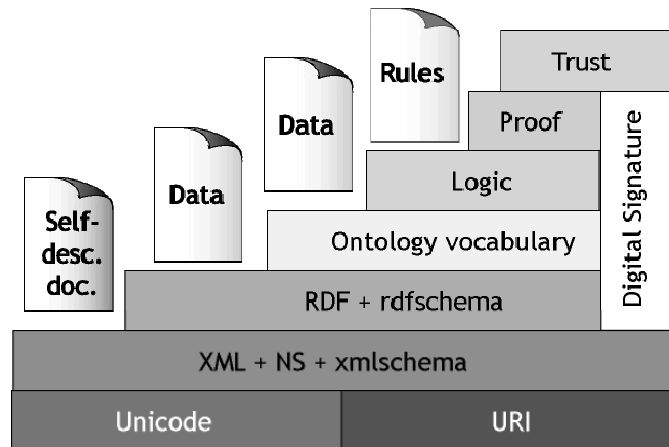 Trust
Rules
Proof
Data
Logic
Data
Digital Signature
Self-
desc.
doc.
Ontology vocabulary
RDF + rdfschema
XML + NS + xmlschema
Unicode
URI